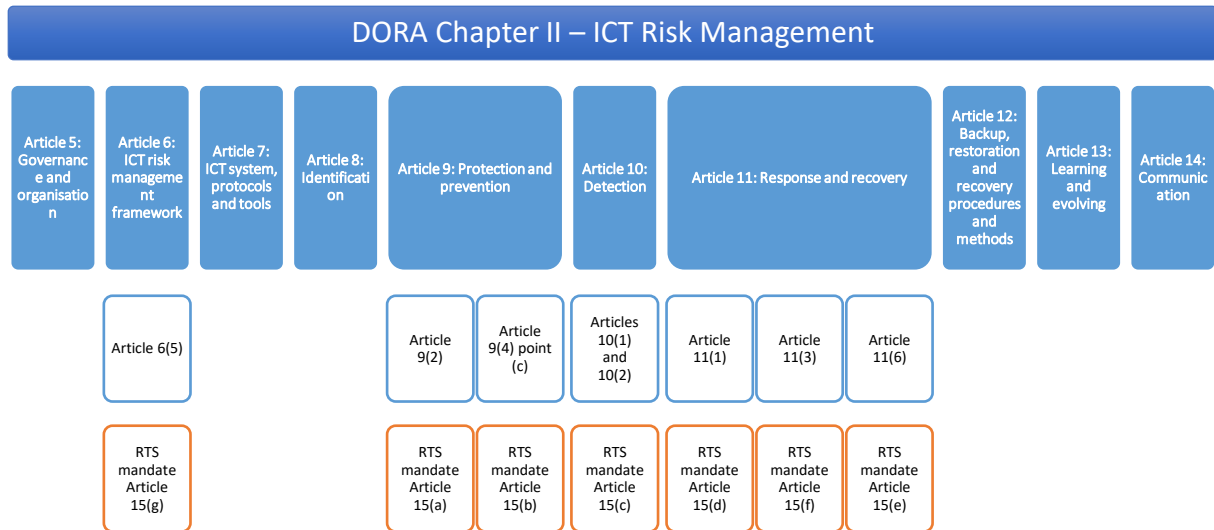 DORA Chapter II – ICT Risk Management
Article 5:
Governanc
e and
organisatio
n
Article 6:
ICT risk
manageme
nt
framework
Article 7:
ICT system,
protocols
and tools
Article 8:
Identificati
on
Article 9: Protection and
prevention
Article 10:
Detection
Article 11: Response and recovery
Article 12:
Backup,
restoration
and
recovery
procedures
and
methods
Article 13:
Learning
and
evolving
Article 14:
Communic
ation
Article 6(5)
Article
9(2)
Article
9(4) point
(c)
Articles
10(1)
and
10(2)
Article
11(1)
Article
11(3)
Article
11(6)
RTS
mandate
Article
15(g)
RTS
mandate
Article
15(a)
RTS
mandate
Article
15(b)
RTS
mandate
Article
15(c)
RTS
mandate
Article
15(d)
RTS
mandate
Article
15(f)
RTS
mandate
Article
15(e)